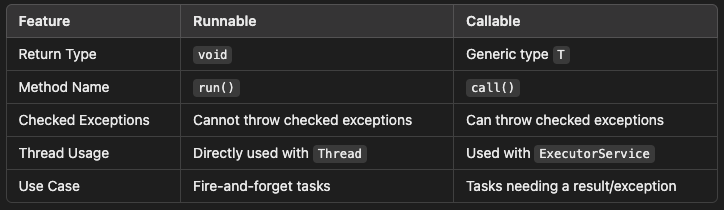 Feature Runnable Callable
Return Type void Generic type T
Method Name run() call()
Checked Exceptions Cannot throw checked exceptions Can throw checked exceptions
Thread Usage Directly used with Thread Used with ExecutorService
Use Case Fire-and-forget tasks Tasks needing a result/exception